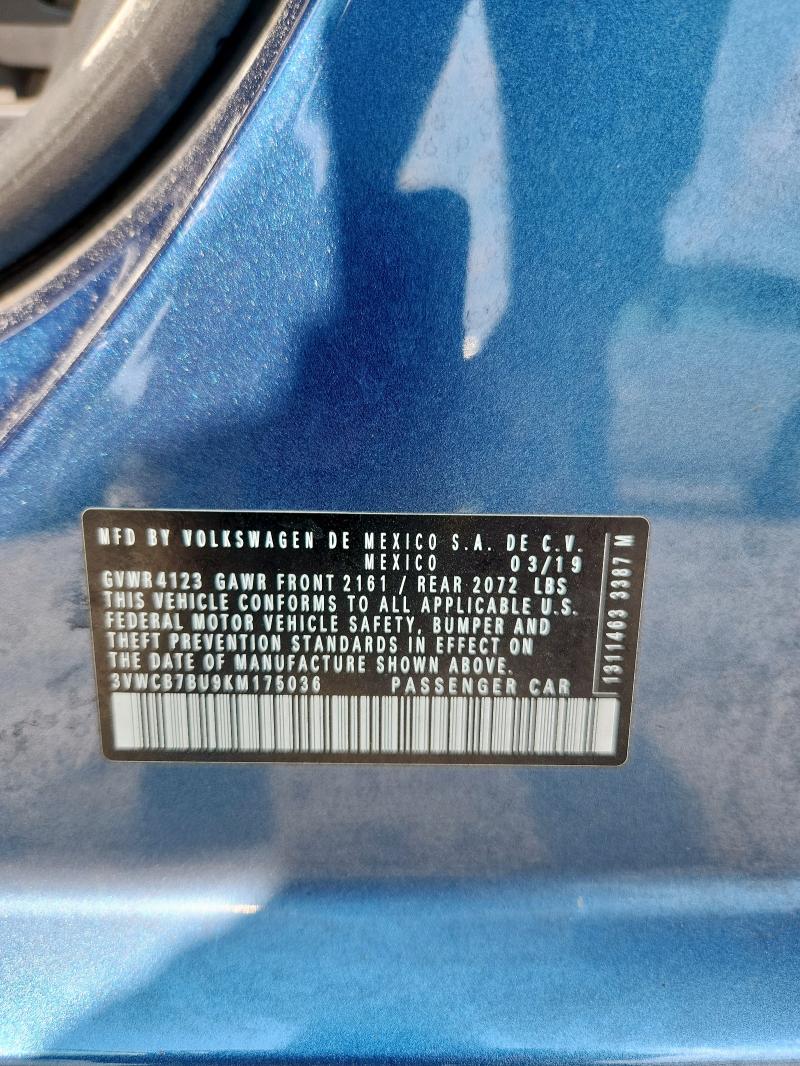 MFD BY VOLKSWAGEN DE MEXICO S.A. DE C.V.
MEXICO 03/19
GVWR 4123 GAWR FRONT 2161 / REAR 2072 LBS
THIS VEHICLE CONFORMS TO ALL APPLICABLE U.S.
FEDERAL MOTOR VEHICLE SAFETY, BUMPER AND
THEFT PREVENTION STANDARDS IN EFFECT ON
THE DATE OF MANUFACTURE SHOWN ABOVE.
3VWCB7BU9KM175036 PASSENGER CAR
1311463 3387 M